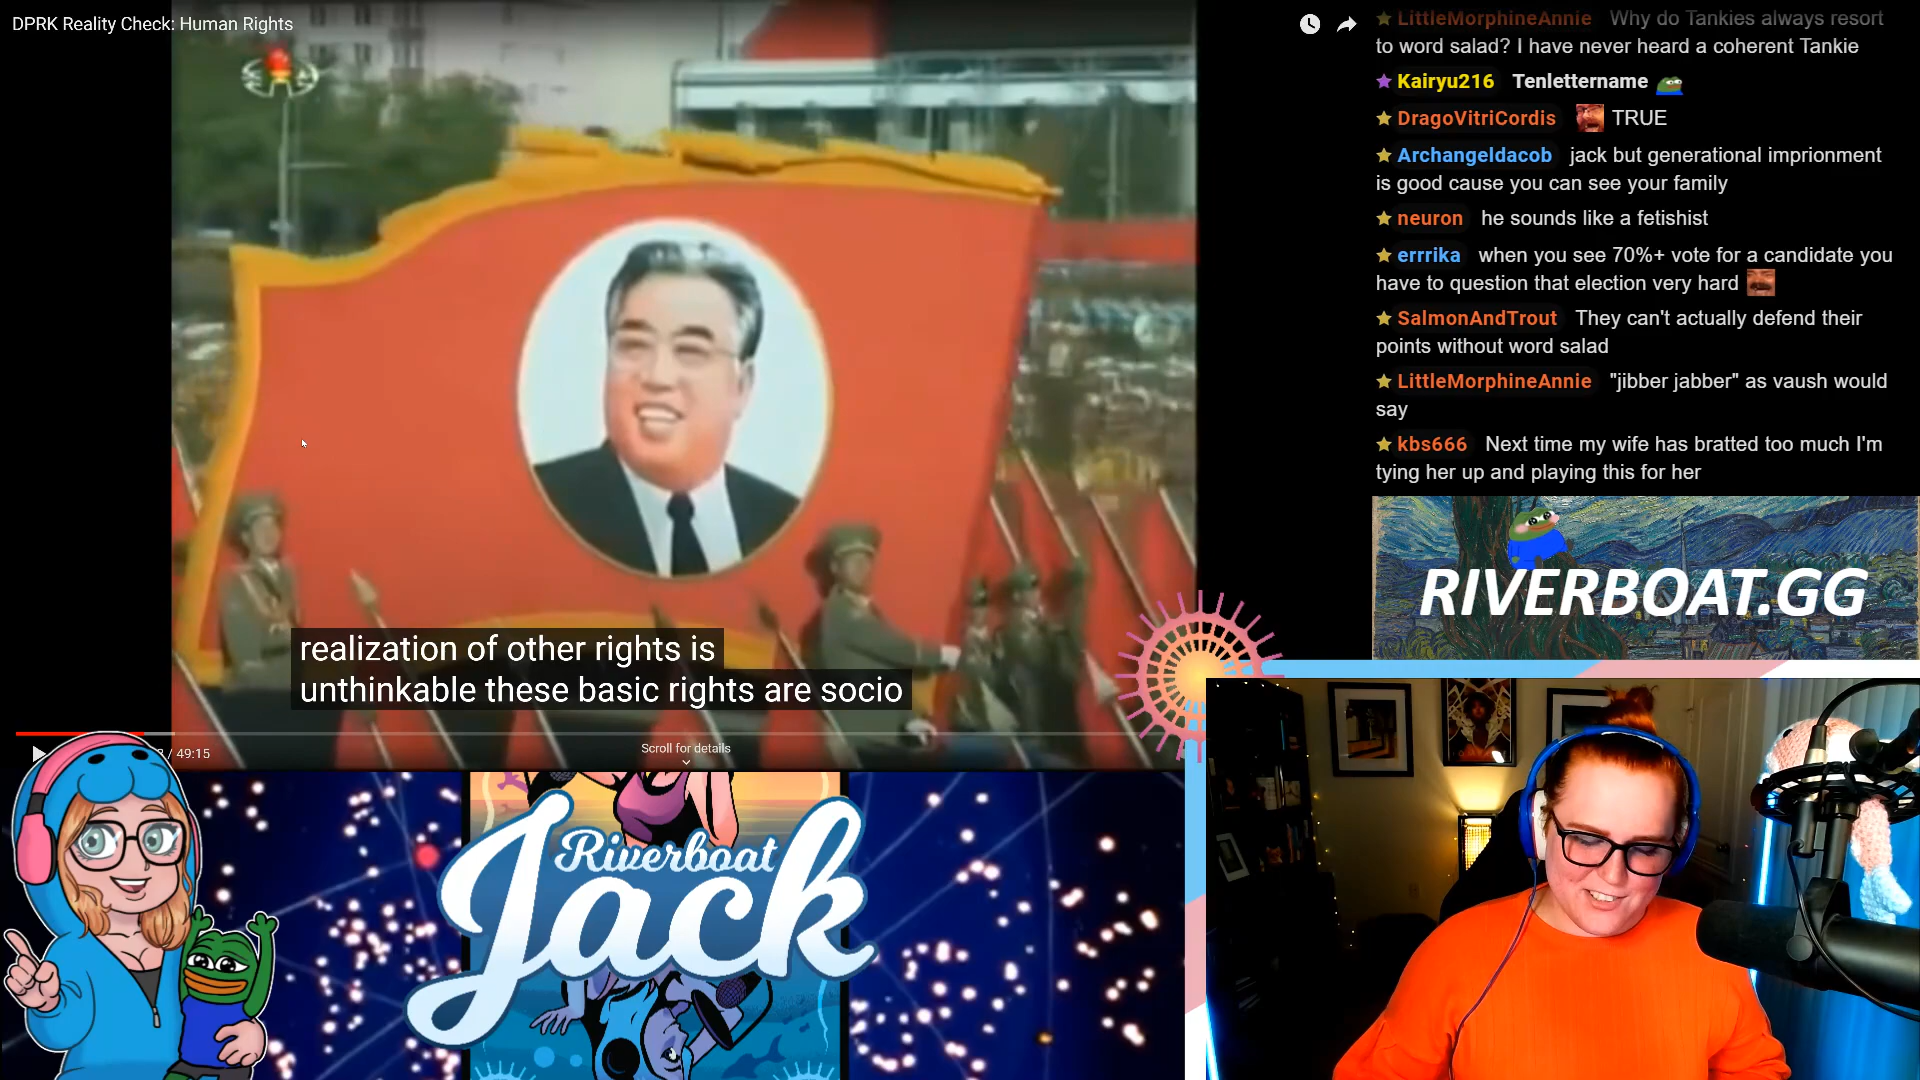 DPRK Reality Check: Human Rights
realization of other rights is
unthinkable these basic rights are socio
/ 49:15
Scroll for details
Riverboat
Jack
LittleMorphineAnnie Why do Tankies always resort
to word salad? I have never heard a coherent Tankie
Kairyu216 Tenlettername
DragoVitriCordis TRUE
Archangeldacob jack but generational imprionment
is good cause you can see your family
neuron he sounds like a fetishist
errrika when you see 70%+ vote for a candidate you
have to question that election very hard
SalmonAndTrout They can't actually defend their
points without word salad
LittleMorphineAnnie "jibber jabber" as vaush would
say
kbs666 Next time my wife has bratted too much I'm
tying her up and playing this for her
RIVERBOAT.GG